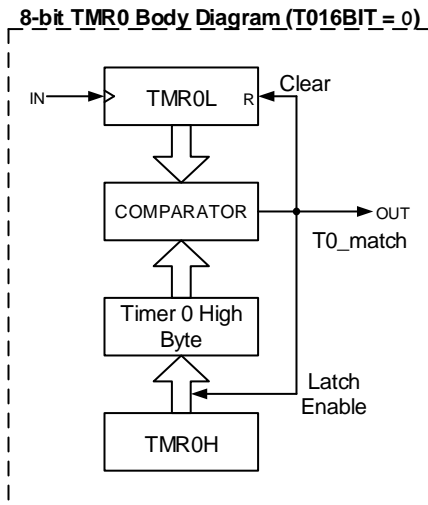 8-bit TMR0 Body Diagram (T016BIT = 0)
IN
TMR0L
R
Clear
COMPARATOR
OUT
T0_match
Timer 0 High
Byte
Latch
Enable
TMR0H